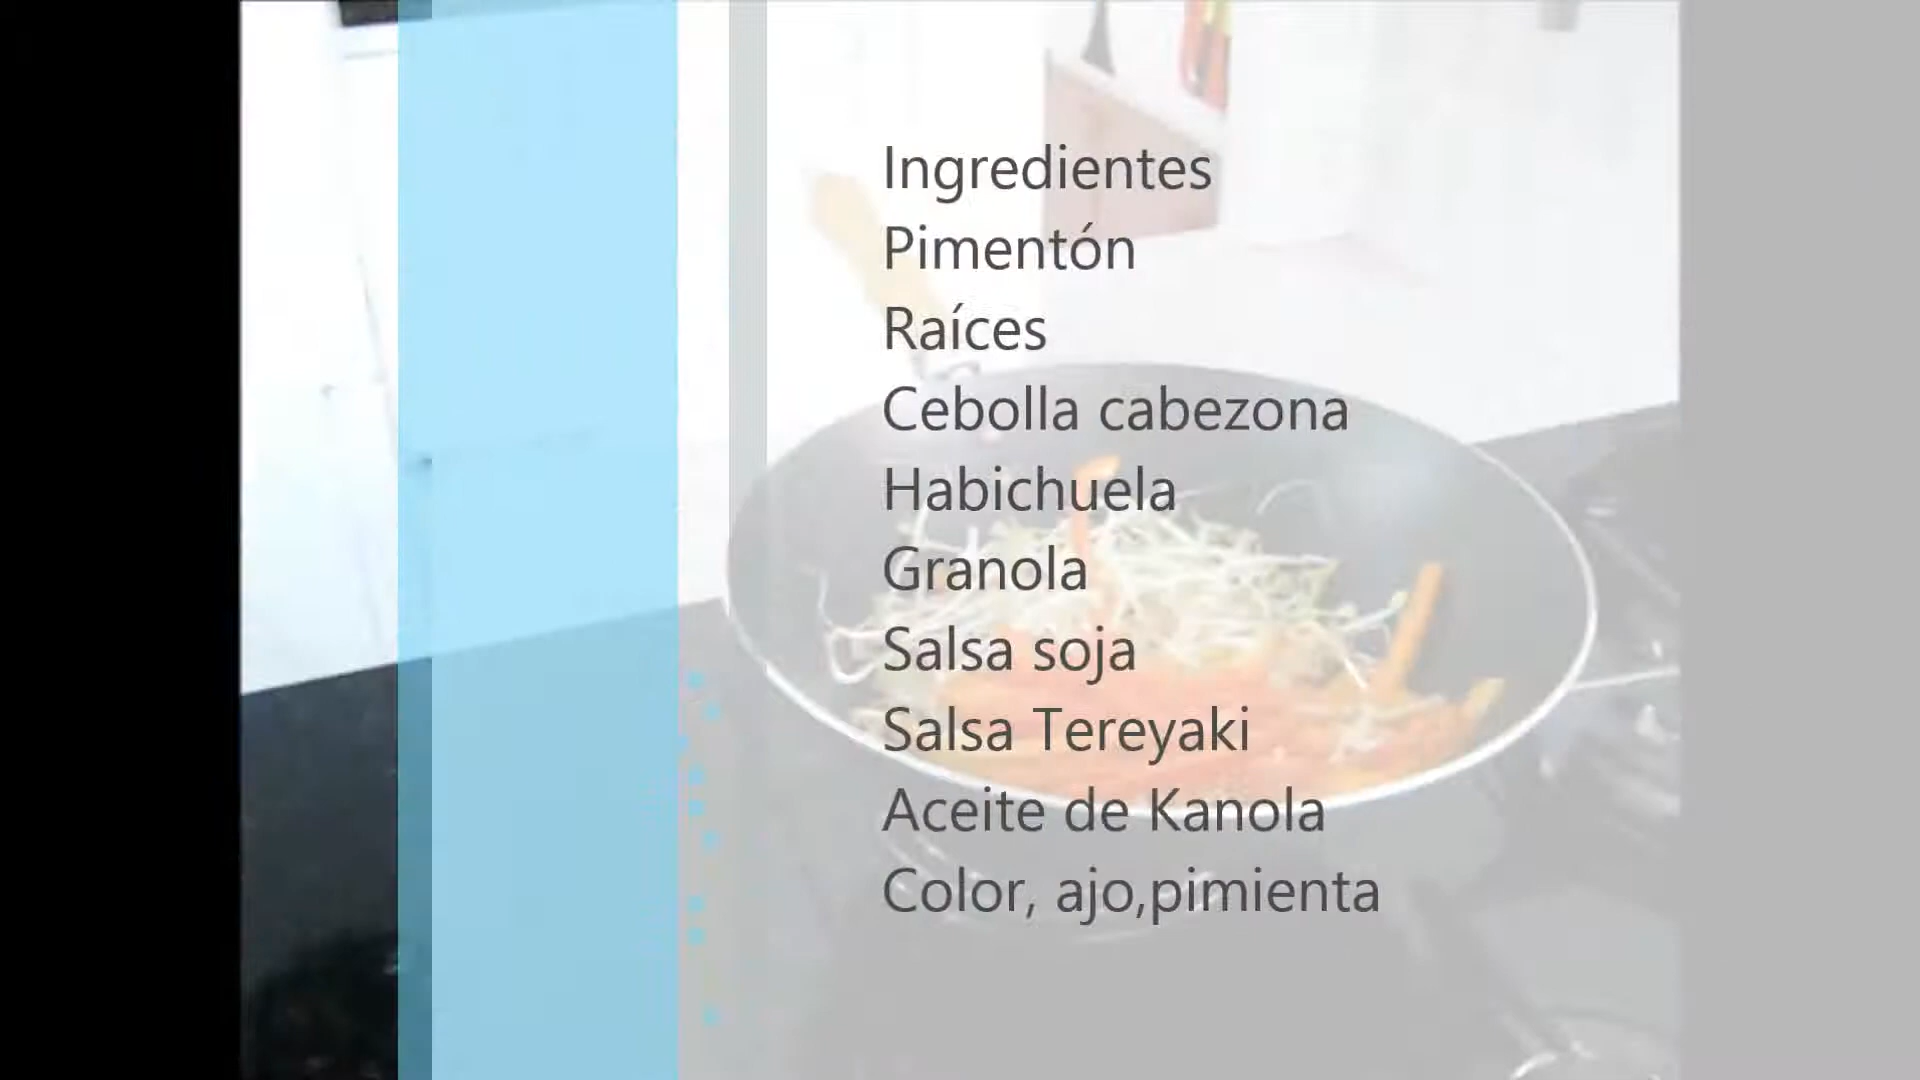 Ingredientes
Pimentón
Raíces
Cebolla cabezona
Habichuela
Granola
Salsa soja
Salsa Tereyaki
Aceite de Kanola
Color, ajo,pimienta